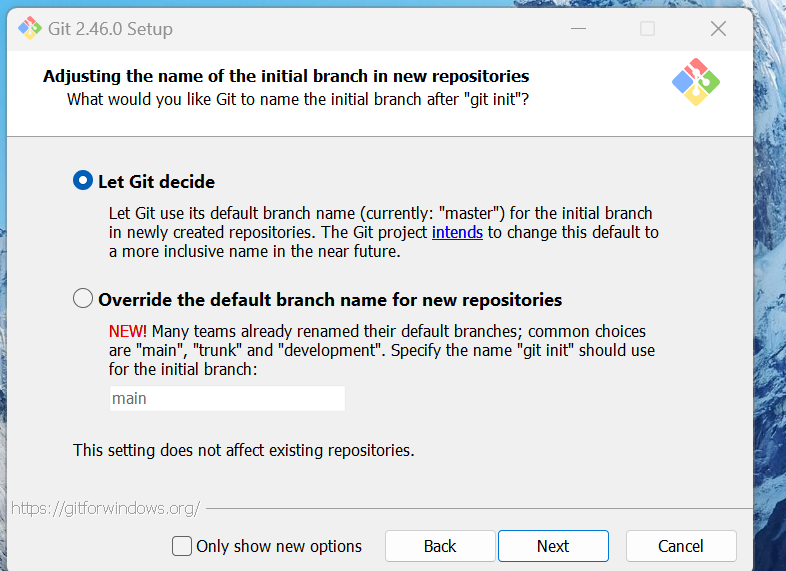 Git 2.46.0 Setup
Adjusting the name of the initial branch in new repositories
What would you like Git to name the initial branch after "git init"?
Let Git decide
Let Git use its default branch name (currently: "master") for the initial branch
in newly created repositories. The Git project intends to change this default to
a more inclusive name in the near future.
Override the default branch name for new repositories
NEW! Many teams already renamed their default branches; common choices
are "main", "trunk" and "development". Specify the name "git init" should use
for the initial branch:
main
This setting does not affect existing repositories.
https://gitforwindows.org/
Only show new options Back Next Cancel